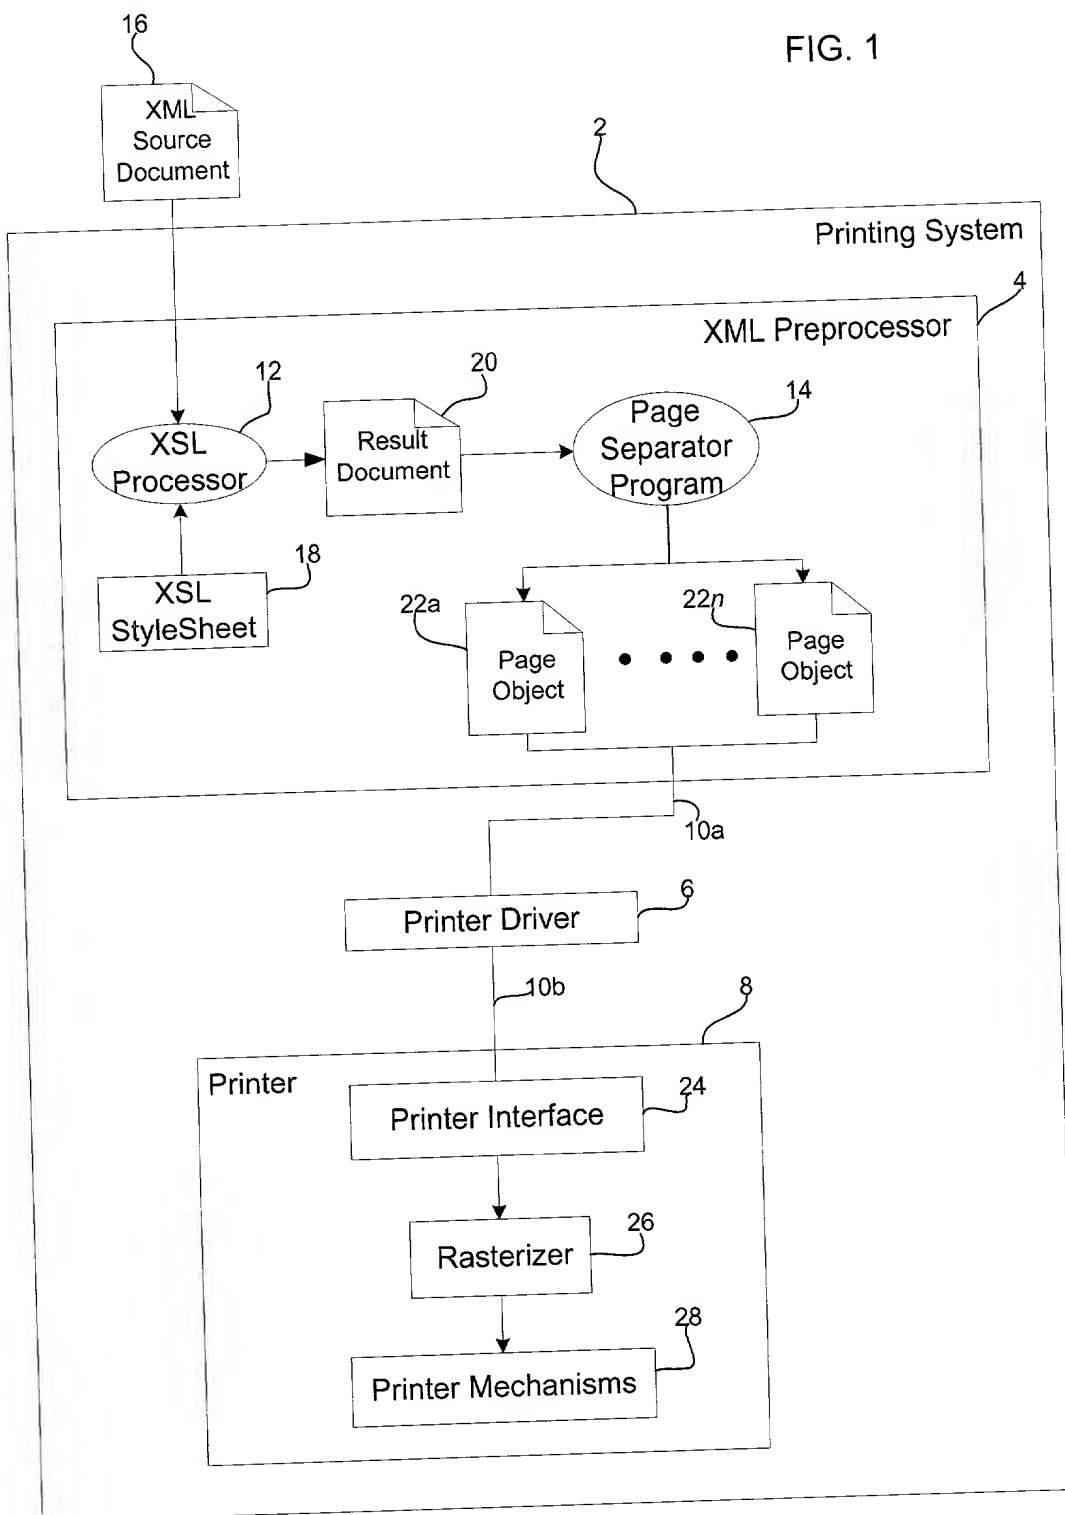 16
FIG. 1
XML
Source
Document
2
Printing System
4
XML Preprocessor
12
20
14
XSL
Processor
Result
Document
Page
Separator
Program
18
XSL
StyleSheet
22a
22n
Page
Object
Page
Object
10a
6
Printer Driver
10b
8
Printer
24
Printer Interface
26
Rasterizer
28
Printer Mechanisms